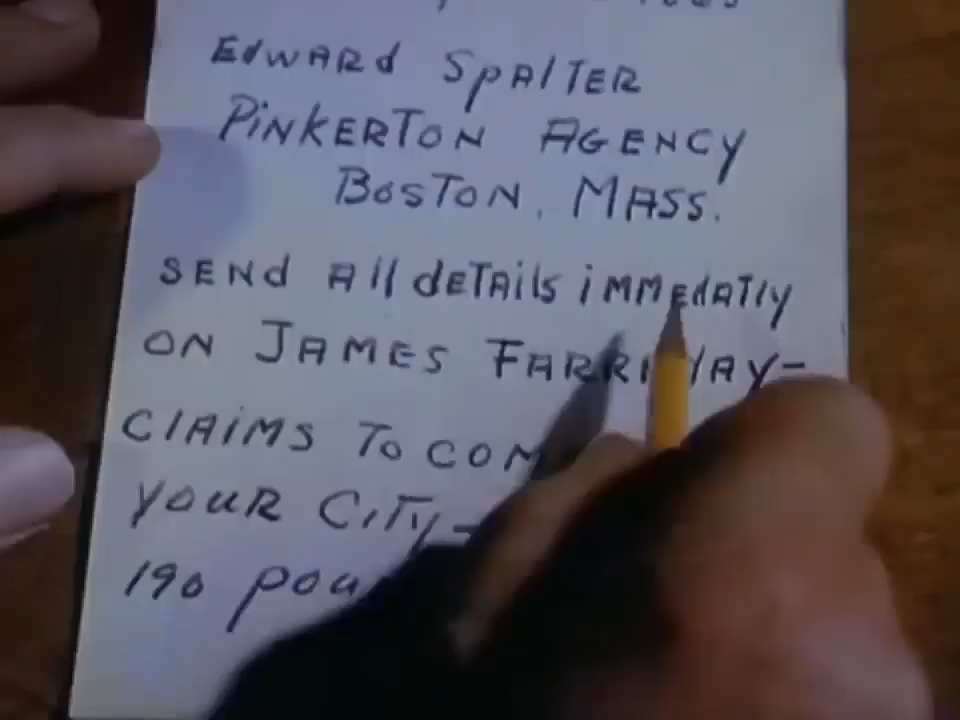 Edward Spalter
Pinkerton Agency
Boston, Mass.
Send all details immedatly
on James
claims to
your City-
190